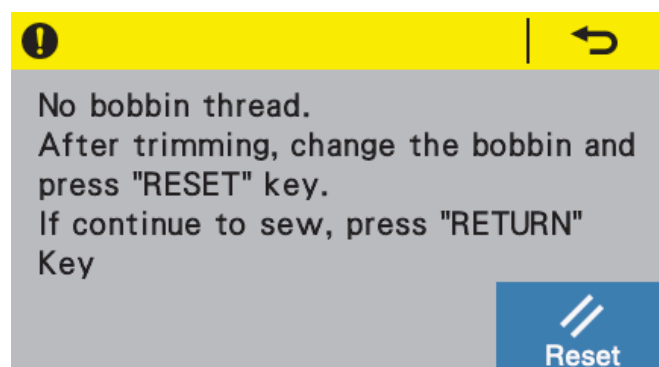 No bobbin thread.
After trimming, change the bobbin and
press "RESET" key.
If continue to sew, press "RETURN"
Key
Reset